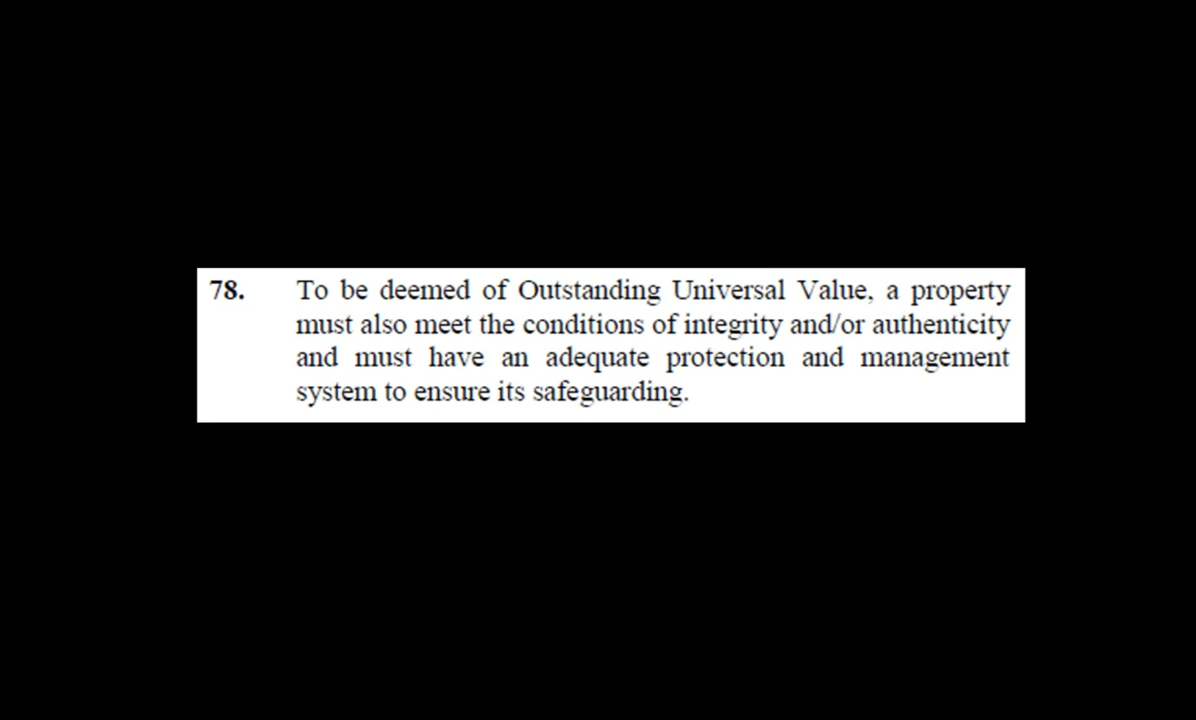 78. To be deemed of Outstanding Universal Value, a property
must also meet the conditions of integrity and/or authenticity
and must have an adequate protection and management
system to ensure its safeguarding.